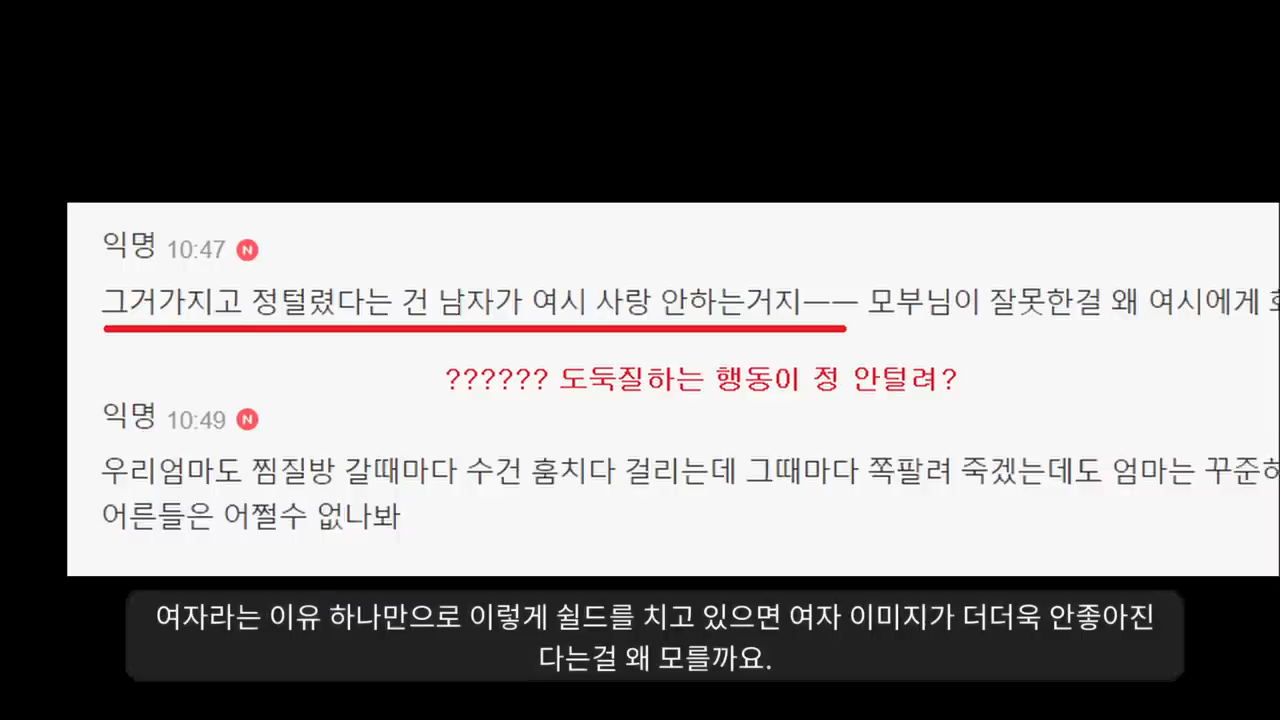 익명 10:47 N
그거가지고 정털렸다는 건 남자가 여시 사랑 안하는거지ㅡㅡ 모부님이 잘못한걸 왜 여시에게
?????? 도둑질하는 행동이 정 안털려?
익명 10:49 N
우리엄마도 찜질방 갈때마다 수건 훔치다 걸리는데 그때마다 쪽팔려 죽겠는데도 엄마는
어른들은 어쩔수 없나봐
여자라는 이유 하나만으로 이렇게 쉴드를 치고 있으면 여자 이미지가 더더욱 안좋아진
다는걸 왜 모를까요.